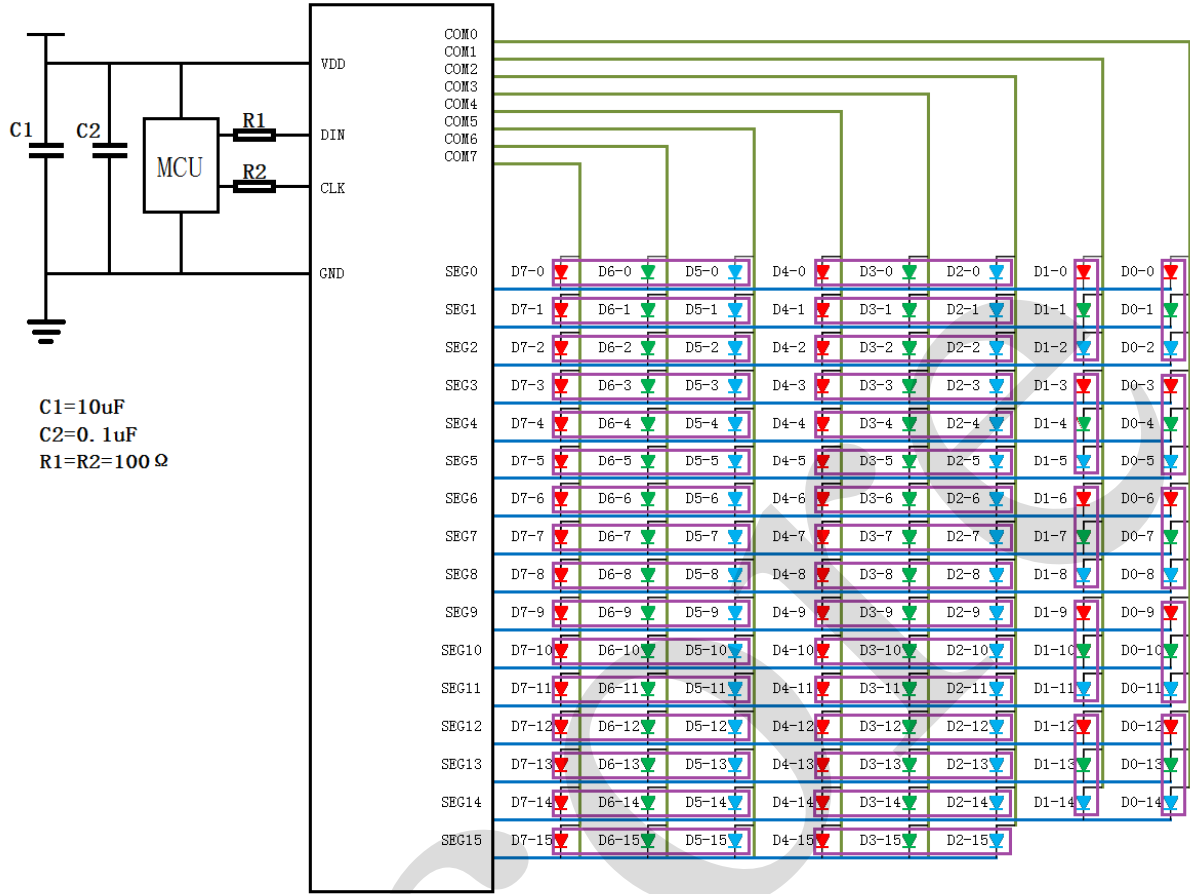 COM0
COM1
COM2
COM3
COM4
COM5
COM6
COM7
VDD
DIN
CLK
GND
C1
C2
MCU
R1
R2
C1=10uF
C2=0.1uF
R1=R2=100Ω
SEG0 D7-0 D6-0 D5-0 D4-0 D3-0 D2-0 D1-0 D0-0
SEG1 D7-1 D6-1 D5-1 D4-1 D3-1 D2-1 D1-1 D0-1
SEG2 D7-2 D6-2 D5-2 D4-2 D3-2 D2-2 D1-2 D0-2
SEG3 D7-3 D6-3 D5-3 D4-3 D3-3 D2-3 D1-3 D0-3
SEG4 D7-4 D6-4 D5-4 D4-4 D3-4 D2-4 D1-4 D0-4
SEG5 D7-5 D6-5 D5-5 D4-5 D3-5 D2-5 D1-5 D0-5
SEG6 D7-6 D6-6 D5-6 D4-6 D3-6 D2-6 D1-6 D0-6
SEG7 D7-7 D6-7 D5-7 D4-7 D3-7 D2-7 D1-7 D0-7
SEG8 D7-8 D6-8 D5-8 D4-8 D3-8 D2-8 D1-8 D0-8
SEG9 D7-9 D6-9 D5-9 D4-9 D3-9 D2-9 D1-9 D0-9
SEG10 D7-10 D6-10 D5-10 D4-10 D3-10 D2-10 D1-10 D0-10
SEG11 D7-11 D6-11 D5-11 D4-11 D3-11 D2-11 D1-11 D0-11
SEG12 D7-12 D6-12 D5-12 D4-12 D3-12 D2-12 D1-12 D0-12
SEG13 D7-13 D6-13 D5-13 D4-13 D3-13 D2-13 D1-13 D0-13
SEG14 D7-14 D6-14 D5-14 D4-14 D3-14 D2-14 D1-14 D0-14
SEG15 D7-15 D6-15 D5-15 D4-15 D3-15 D2-15